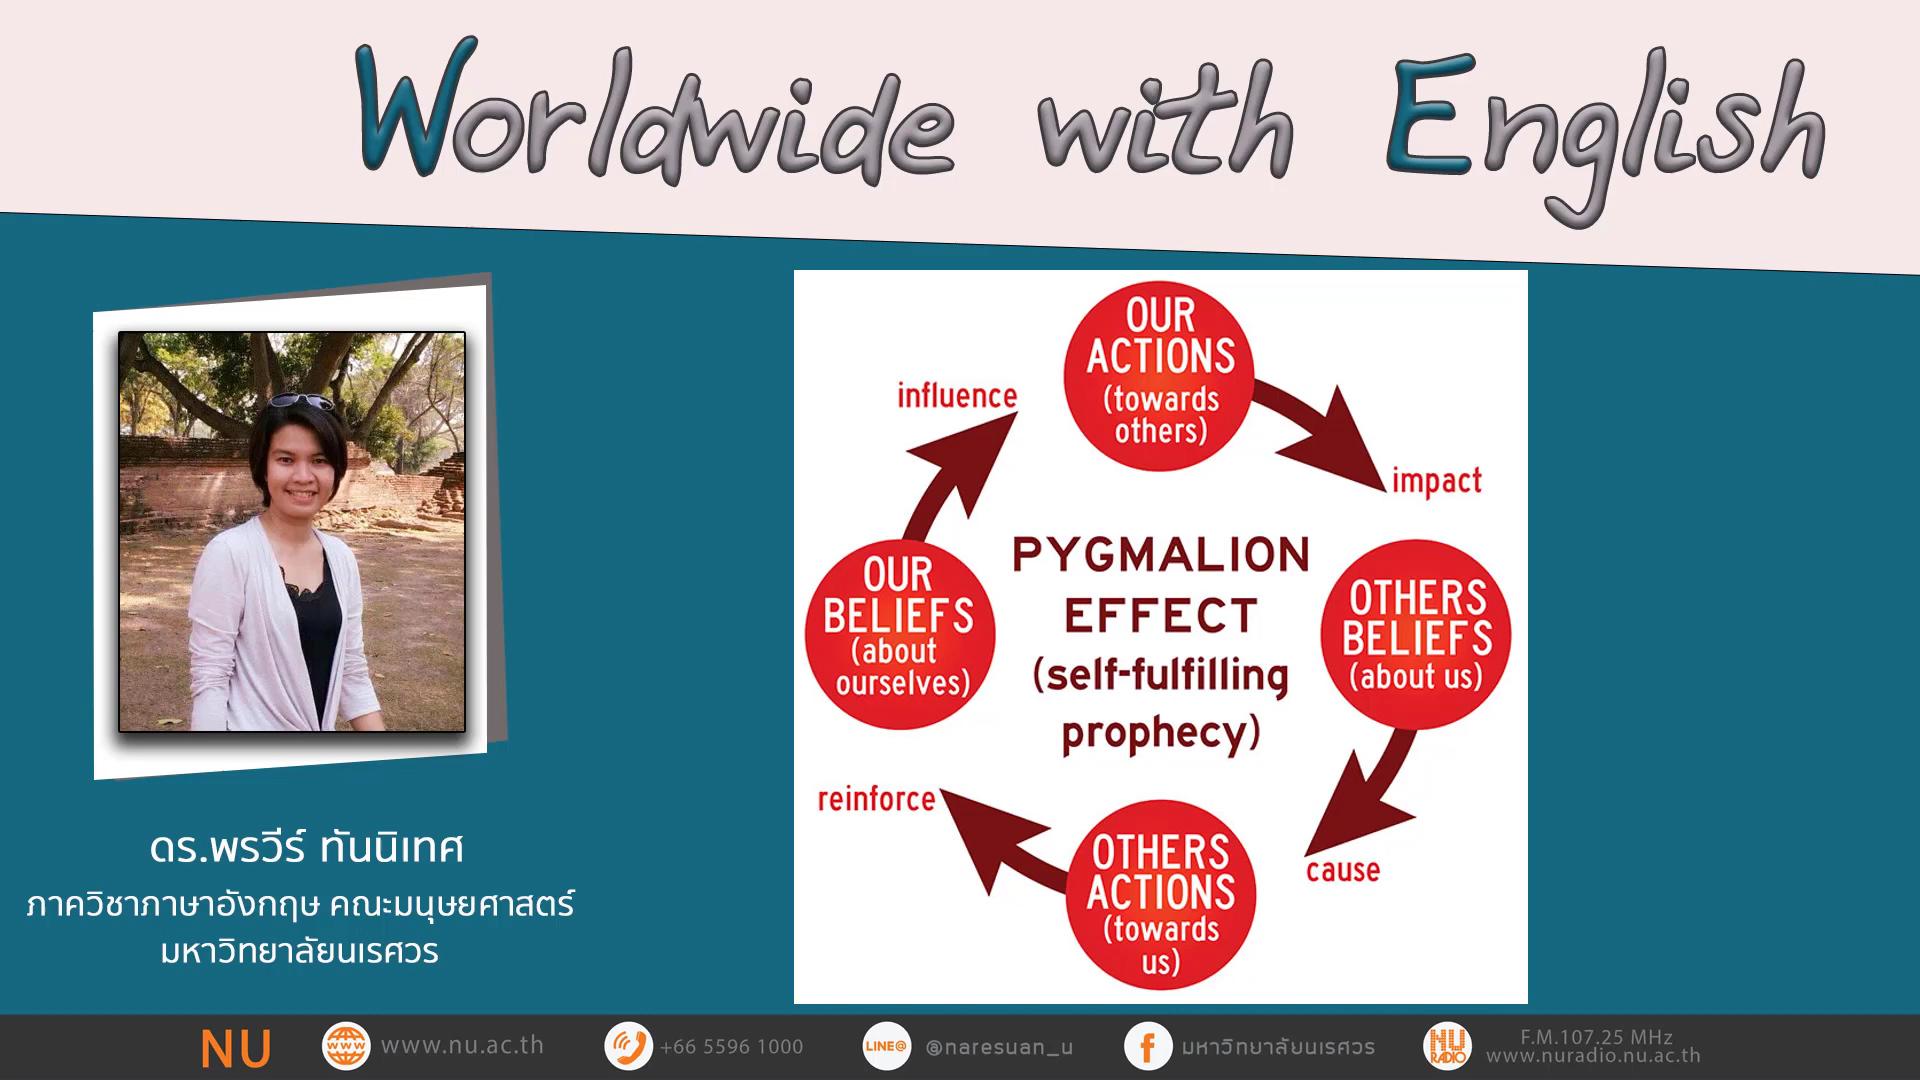 Worldwide with English
OUR
ACTIONS
(towards
others)
influence
impact
OUR
BELIEFS
(about
ourselves)
PYGMALION
EFFECT
(self-fulfilling
prophecy)
OTHERS
BELIEFS
(about us)
reinforce
cause
OTHERS
ACTIONS
(towards
us)
ดร.พรวีร์ ทันนิเทศ
ภาควิชาภาษาอังกฤษ คณะมนุษยศาสตร์
มหาวิทยาลัยนเรศวร
NU
WWW
www.nu.ac.th
+66 5596 1000
LINE@
@naresuan_u
f
มหาวิทยาลัยนเรศวร
NU
RADIO
F.M.107.25 MHz
www.nuradio.nu.ac.th